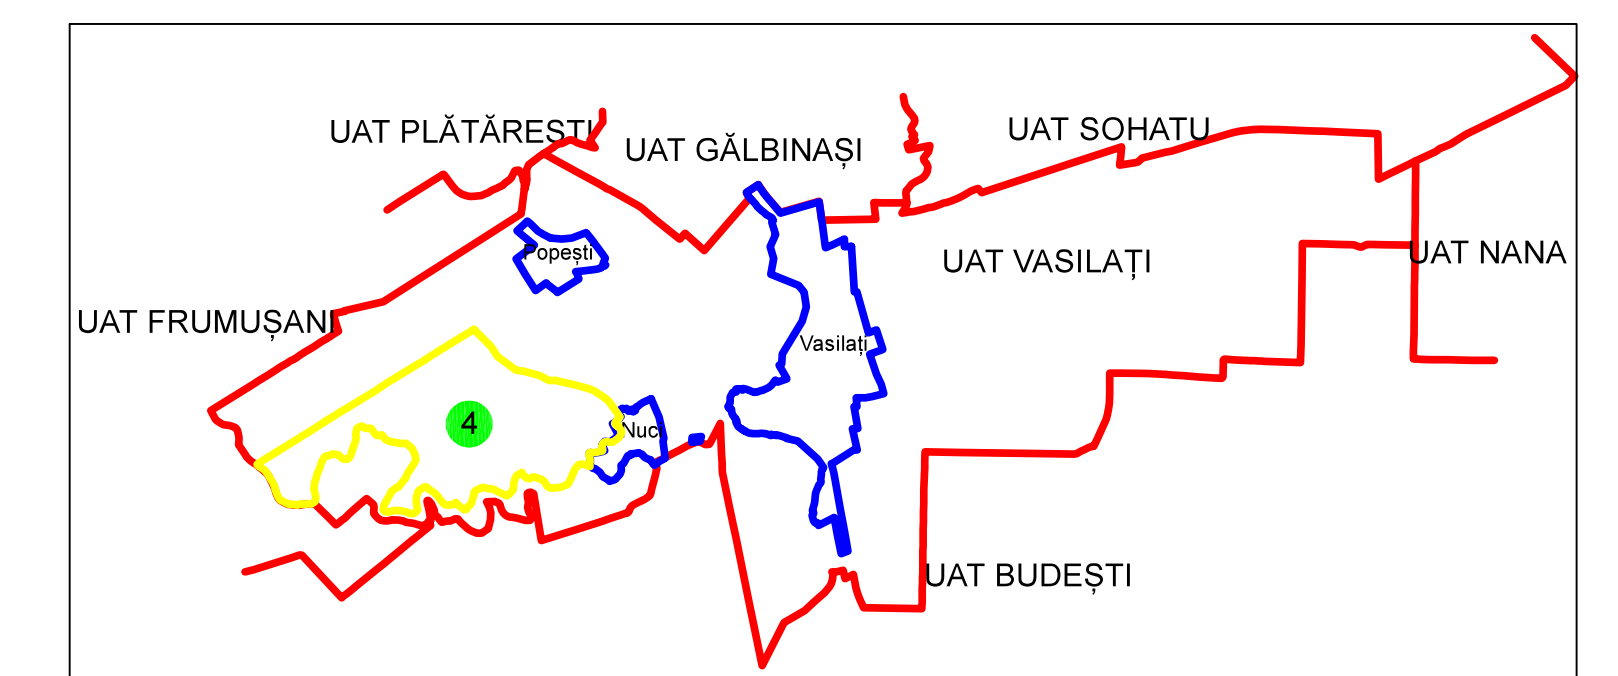 UAT PLĂTĂREȘTI
UAT GĂLBINAȘI
UAT SOHATU
Popești
UAT VASILAȚI
UAT NANA
UAT FRUMUȘANI
Vasilați
4
Nuci
UAT BUDEȘTI